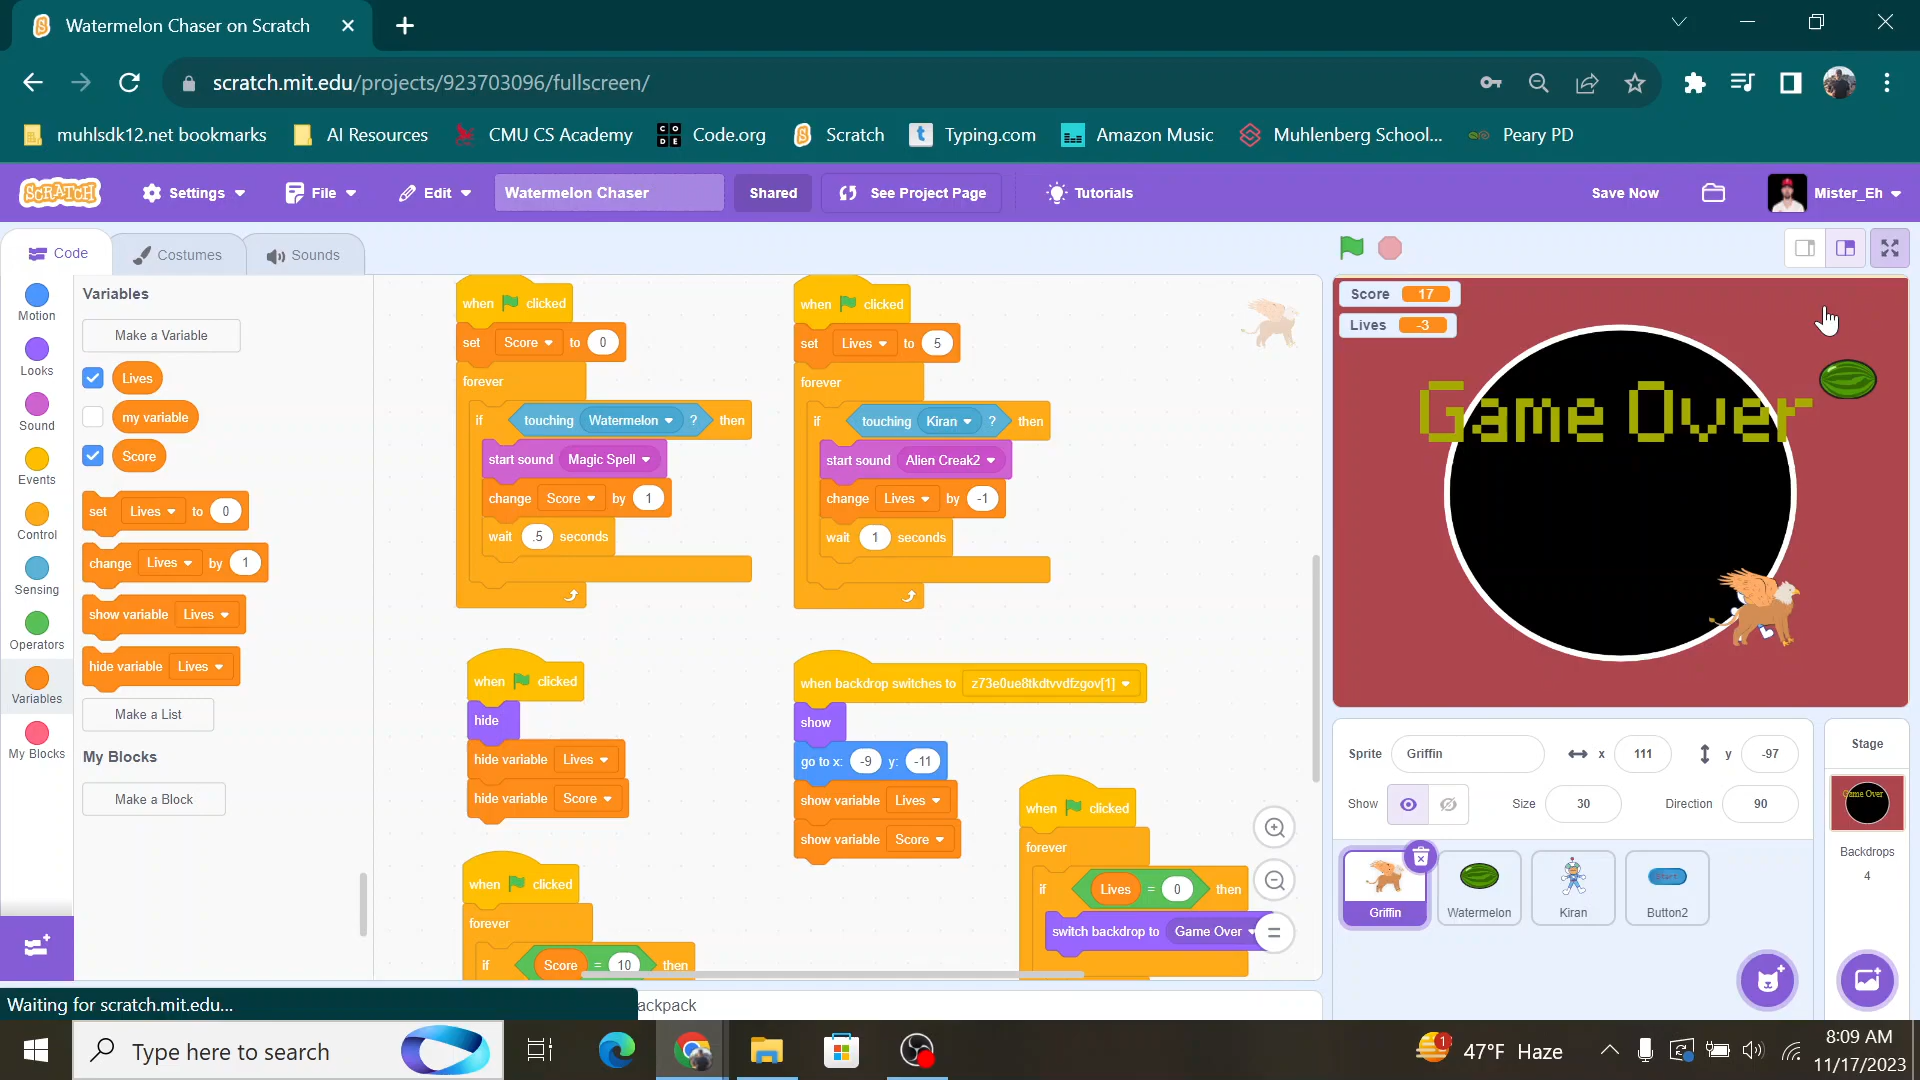 Watermelon Chaser on Scratch
scratch.mit.edu/projects/923703096/fullscreen/
muhlsdk12.net bookmarks AI Resources CMU CS Academy Code.org Scratch Typing.com Amazon Music Muhlenberg School... Peary PD
SCRATCH Settings File Edit Watermelon Chaser Shared See Project Page Tutorials Save Now Mister_Eh
Code Costumes Sounds
Motion
Looks
Sound
Events
Control
Sensing
Operators
Variables
My Blocks
Variables
Make a Variable
Lives
my variable
Score
set Lives to 0
change Lives by 1
show variable Lives
hide variable Lives
Make a List
My Blocks
Make a Block
when clicked
set Score to 0
forever
if touching Watermelon ? then
start sound Magic Spell
change Score by 1
wait .5 seconds
when clicked
set Lives to 5
forever
if touching Kiran ? then
start sound Alien Creak2
change Lives by -1
wait 1 seconds
when clicked
hide
hide variable Lives
hide variable Score
when backdrop switches to z73e0ue8tkdtvvdfzgov[1]
show
go to x: -9 y: -11
show variable Lives
show variable Score
when clicked
forever
if Score = 10 then
when clicked
forever
if Lives = 0 then
switch backdrop to Game Over
Score 17
Lives -3
Game Over
Sprite Griffin x 111 y -97
Show Size 30 Direction 90
Griffin Watermelon Kiran Button2
Stage
Game Over
Backdrops
4
Waiting for scratch.mit.edu...
ackpack
Type here to search
1
47°F Haze
8:09 AM
11/17/2023